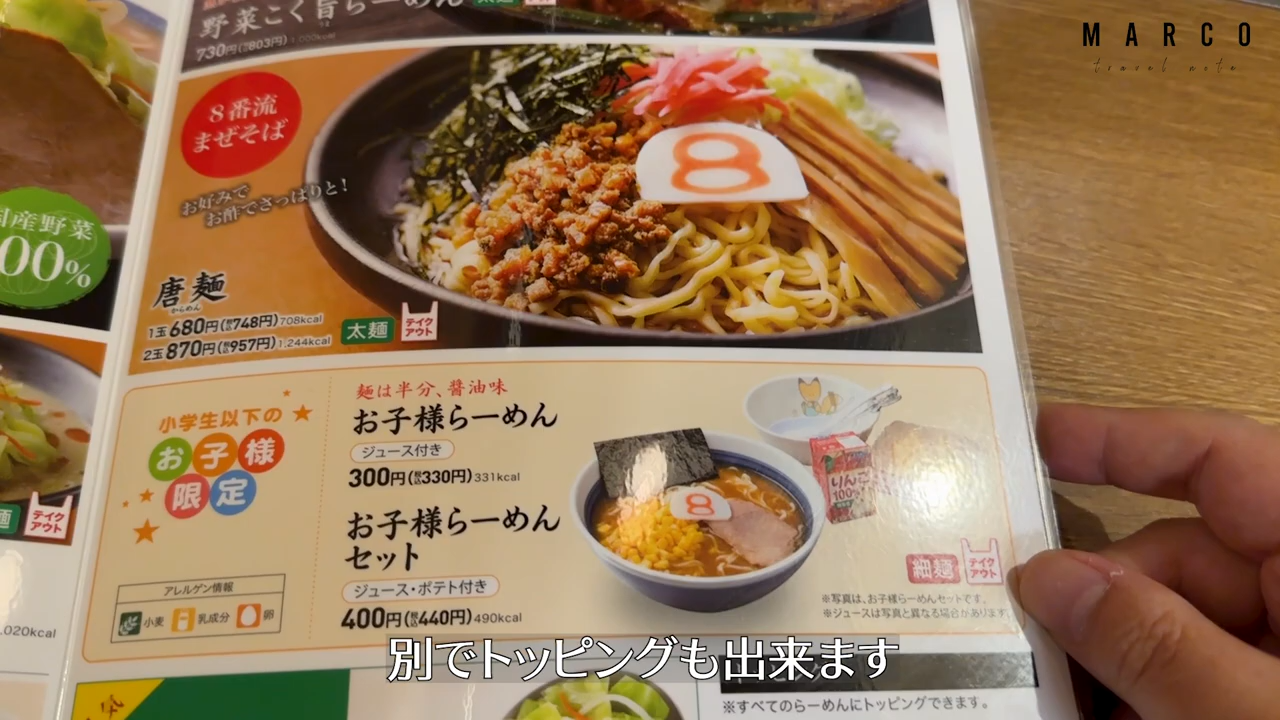 MARCO
travel note
野菜こく旨らーめん
730円(税込803円) 1,000kcal
8番流
まぜそば
お好みで
お酢でさっぱりと!
8
国産野菜
100%
唐麺
からめん
1玉680円(税込748円)708kcal
2玉870円(税込957円)1,244kcal
太麺
テイクアウト
小学生以下の
お子様
限定
麺は半分、醤油味
お子様らーめん
ジュース付き
300円(税込330円)331kcal
お子様らーめん
セット
ジュース・ポテト付き
400円(税込440円)490kcal
アレルゲン情報
小麦 乳成分 卵
8
りんご
100%
細麺
テイクアウト
※写真は、お子様らーめんセットです。
※ジュースは写真と異なる場合があります。
テイクアウト
1,020kcal
別でトッピングも出来ます
※すべてのらーめんにトッピングできます。